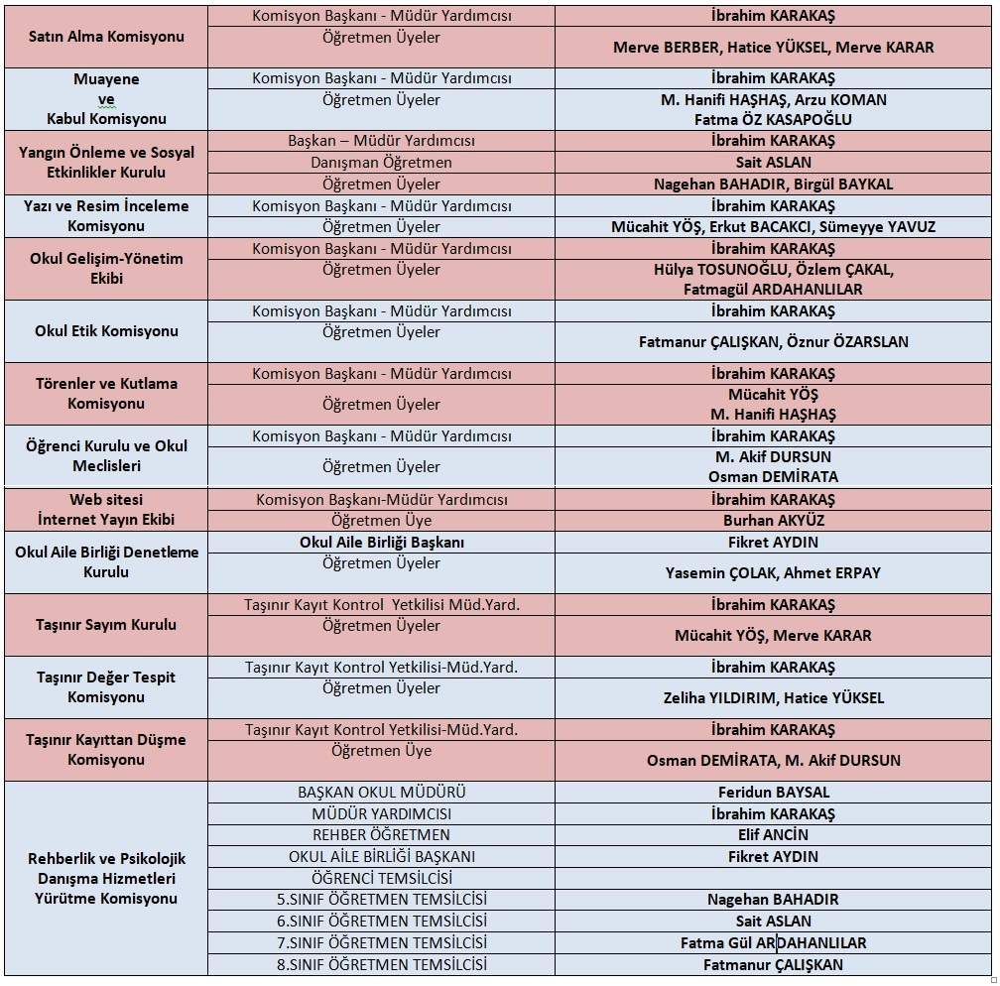 Satın Alma Komisyonu
Komisyon Başkanı - Müdür Yardımcısı
İbrahim KARAKAŞ
Öğretmen Üyeler
Merve BERBER, Hatice YÜKSEL, Merve KARAR
Muayene
ve
Kabul Komisyonu
Komisyon Başkanı - Müdür Yardımcısı
İbrahim KARAKAŞ
Öğretmen Üyeler
M. Hanifi HAŞHAŞ, Arzu KOMAN
Fatma ÖZ KASAPOĞLU
Yangın Önleme ve Sosyal
Etkinlikler Kurulu
Başkan – Müdür Yardımcısı
İbrahim KARAKAŞ
Danışman Öğretmen
Sait ASLAN
Öğretmen Üyeler
Nagehan BAHADIR, Birgül BAYKAL
Yazı ve Resim İnceleme
Komisyonu
Komisyon Başkanı - Müdür Yardımcısı
İbrahim KARAKAŞ
Öğretmen Üyeler
Mücahit YÖŞ, Erkut BACAKCI, Sümeyye YAVUZ
Okul Gelişim-Yönetim
Ekibi
Komisyon Başkanı - Müdür Yardımcısı
İbrahim KARAKAŞ
Öğretmen Üyeler
Hülya TOSUNOĞLU, Özlem ÇAKAL,
Fatmagül ARDAHANLILAR
Okul Etik Komisyonu
Komisyon Başkanı - Müdür Yardımcısı
İbrahim KARAKAŞ
Öğretmen Üyeler
Fatmanur ÇALIŞKAN, Öznur ÖZARSLAN
Törenler ve Kutlama
Komisyonu
Komisyon Başkanı - Müdür Yardımcısı
İbrahim KARAKAŞ
Öğretmen Üyeler
Mücahit YÖŞ
M. Hanifi HAŞHAŞ
Öğrenci Kurulu ve Okul
Meclisleri
Komisyon Başkanı - Müdür Yardımcısı
İbrahim KARAKAŞ
Öğretmen Üyeler
M. Akif DURSUN
Osman DEMİRATA
Web sitesi
İnternet Yayın Ekibi
Komisyon Başkanı-Müdür Yardımcısı
İbrahim KARAKAŞ
Öğretmen Üye
Burhan AKYÜZ
Okul Aile Birliği Denetleme
Kurulu
Okul Aile Birliği Başkanı
Fikret AYDIN
Öğretmen Üyeler
Yasemin ÇOLAK, Ahmet ERPAY
Taşınır Sayım Kurulu
Taşınır Kayıt Kontrol Yetkilisi Müd.Yard.
İbrahim KARAKAŞ
Öğretmen Üyeler
Mücahit YÖŞ, Merve KARAR
Taşınır Değer Tespit
Komisyonu
Taşınır Kayıt Kontrol Yetkilisi-Müd.Yard.
İbrahim KARAKAŞ
Öğretmen Üyeler
Zeliha YILDIRIM, Hatice YÜKSEL
Taşınır Kayıttan Düşme
Komisyonu
Taşınır Kayıt Kontrol Yetkilisi-Müd.Yard.
İbrahim KARAKAŞ
Öğretmen Üye
Osman DEMİRATA, M. Akif DURSUN
Rehberlik ve Psikolojik
Danışma Hizmetleri
Yürütme Komisyonu
BAŞKAN OKUL MÜDÜRÜ
Feridun BAYSAL
MÜDÜR YARDIMCISI
İbrahim KARAKAŞ
REHBER ÖĞRETMEN
Elif ANCİN
OKUL AİLE BİRLİĞİ BAŞKANI
Fikret AYDIN
ÖĞRENCİ TEMSİLCİSİ
5.SINIF ÖĞRETMEN TEMSİLCİSİ
Nagehan BAHADIR
6.SINIF ÖĞRETMEN TEMSİLCİSİ
Sait ASLAN
7.SINIF ÖĞRETMEN TEMSİLCİSİ
Fatma Gül ARDAHANLILAR
8.SINIF ÖĞRETMEN TEMSİLCİSİ
Fatmanur ÇALIŞKAN